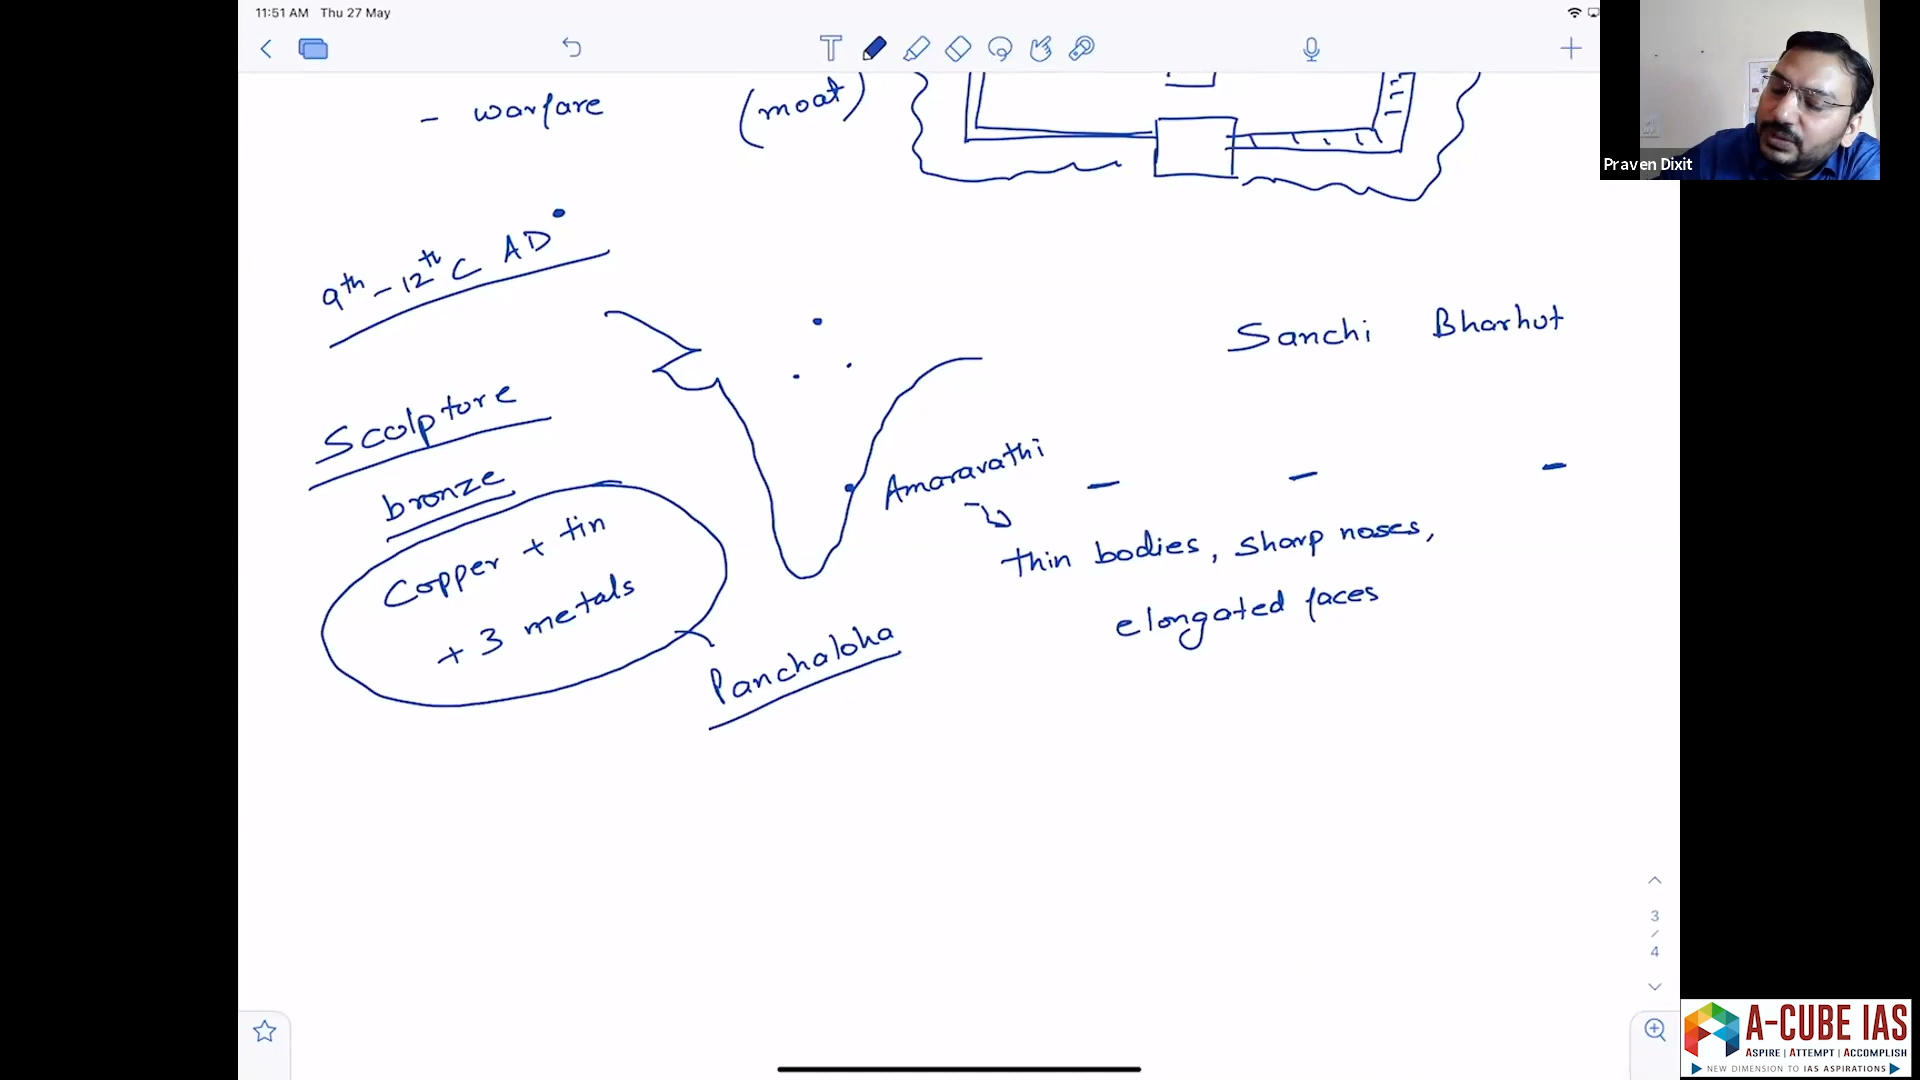 11:51 AM Thu 27 May
T
- warfare (moat)
Praven Dixit
9th - 12th C AD
Sanchi Bharhut
Scolptore
bronze
Amaravathi
Copper + tin
+ 3 metals
thin bodies, sharp noses,
elongated faces
Panchaloha
3
/
4
A-CUBE IAS
ASPIRE | ATTEMPT | ACCOMPLISH
NEW DIMENSION TO IAS ASPIRATIONS